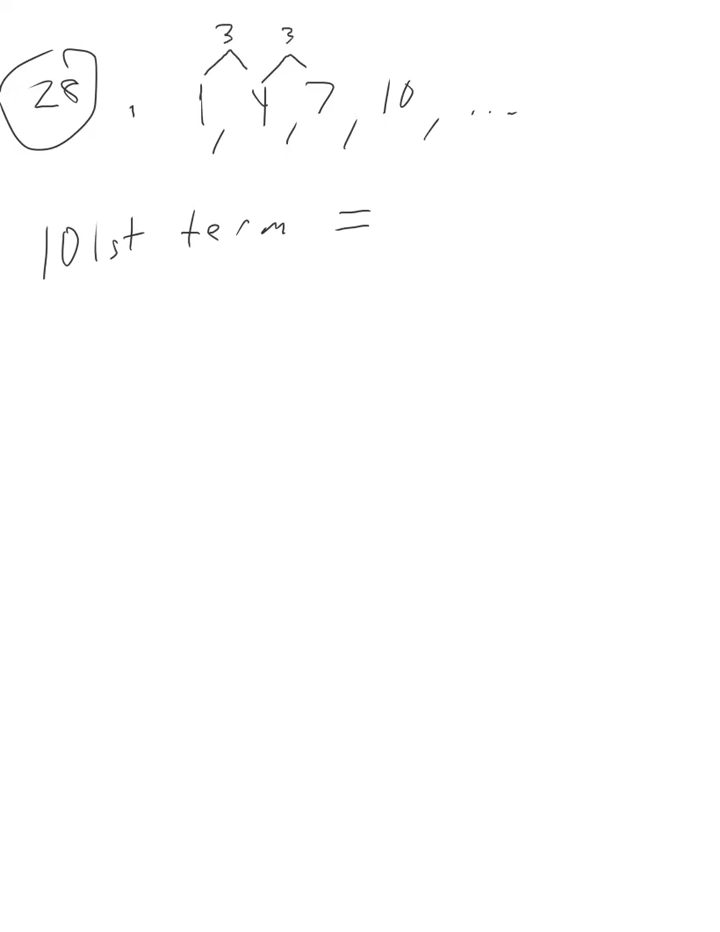 3 3
28. 1, 4, 7, 10, ...
101st term =